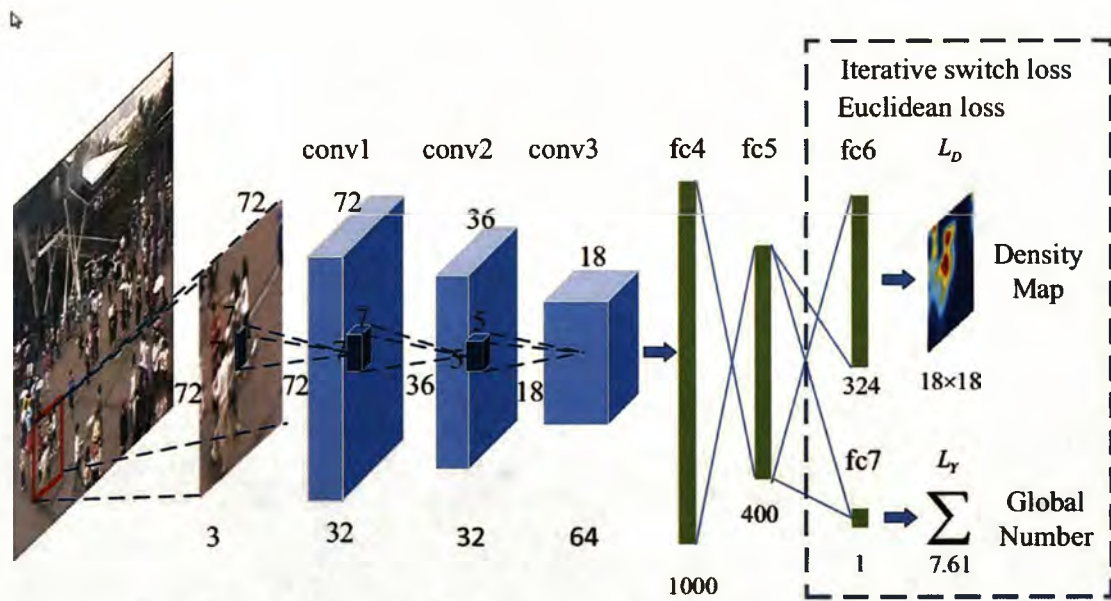 Iterative switch loss
Euclidean loss
conv1
conv2
conv3
fc4
fc5
fc6
L_D
72
72
36
18
Density
Map
7
7
7
7
5
5
72
72
36
18
324
18×18
fc7
L_Y
∑
Global
Number
3
32
32
64
400
1
7.61
1000